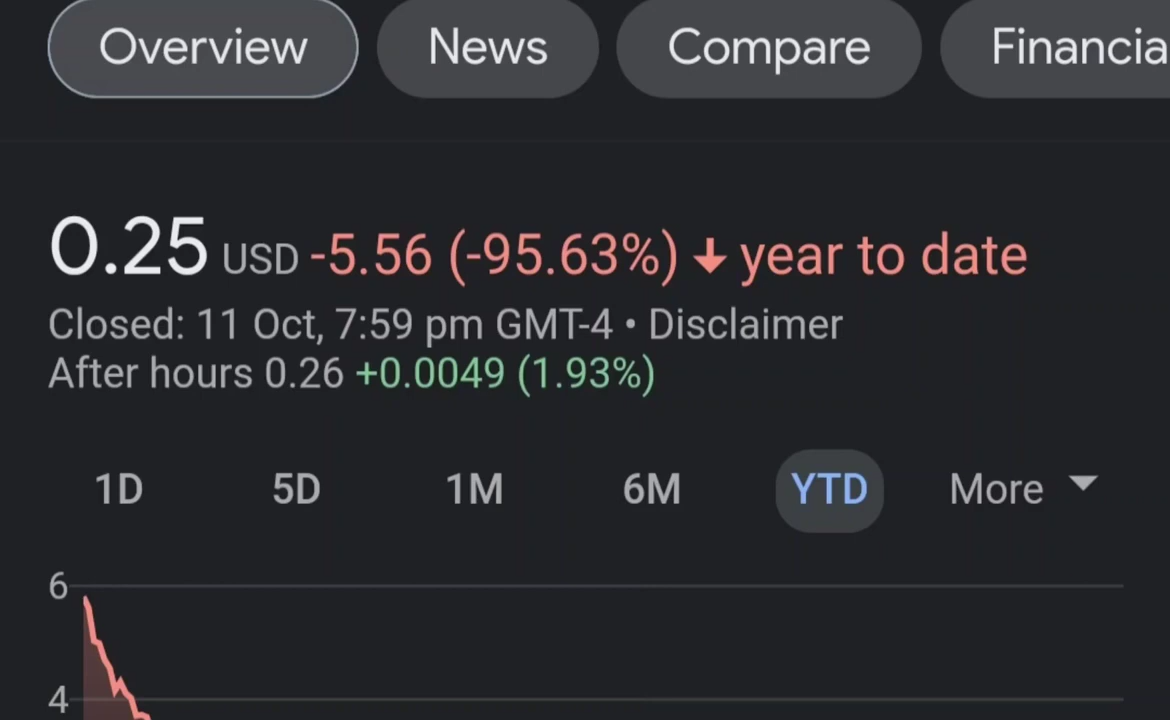 Overview News Compare Financia
0.25 USD -5.56 (-95.63%) ↓ year to date
Closed: 11 Oct, 7:59 pm GMT-4 • Disclaimer
After hours 0.26 +0.0049 (1.93%)
1D 5D 1M 6M YTD More
6
4